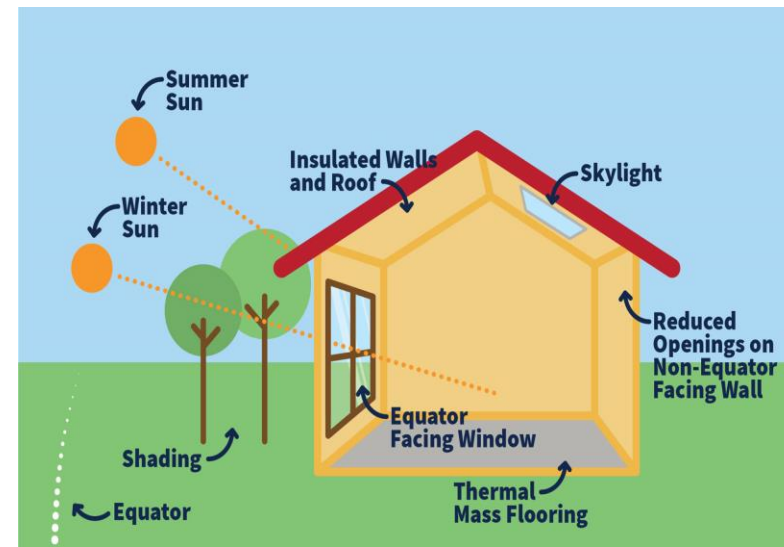 Summer
Sun
Insulated Walls
and Roof
Skylight
Winter
Sun
Reduced
Openings on
Non-Equator
Facing Wall
Equator
Facing Window
Shading
Thermal
Mass Flooring
Equator